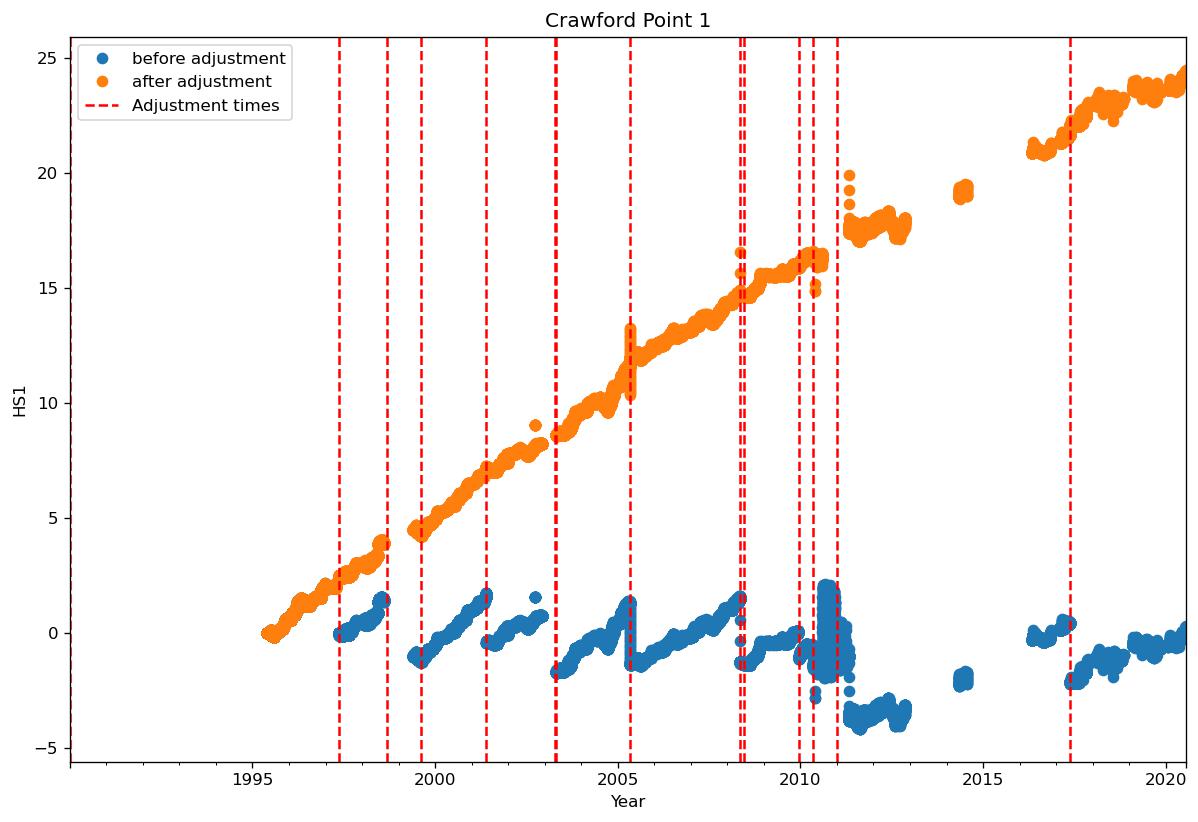 Crawford Point 1
before adjustment
after adjustment
Adjustment times
HS1
25
20
15
10
5
0
−5
1995 2000 2005 2010 2015 2020
Year